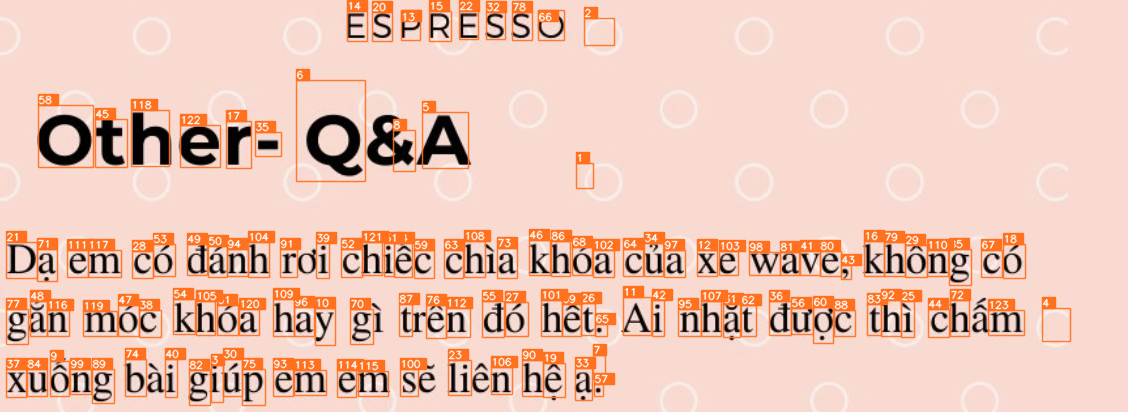 ESPRESSO
Other- Q&A
Dạ em có đánh rơi chiếc chìa khóa của xe wave, không có
găn móc khóa hay gì trên đó hết. Ai nhặt được thì chấm
xuống bài giúp em em sẽ liên hệ ạ.